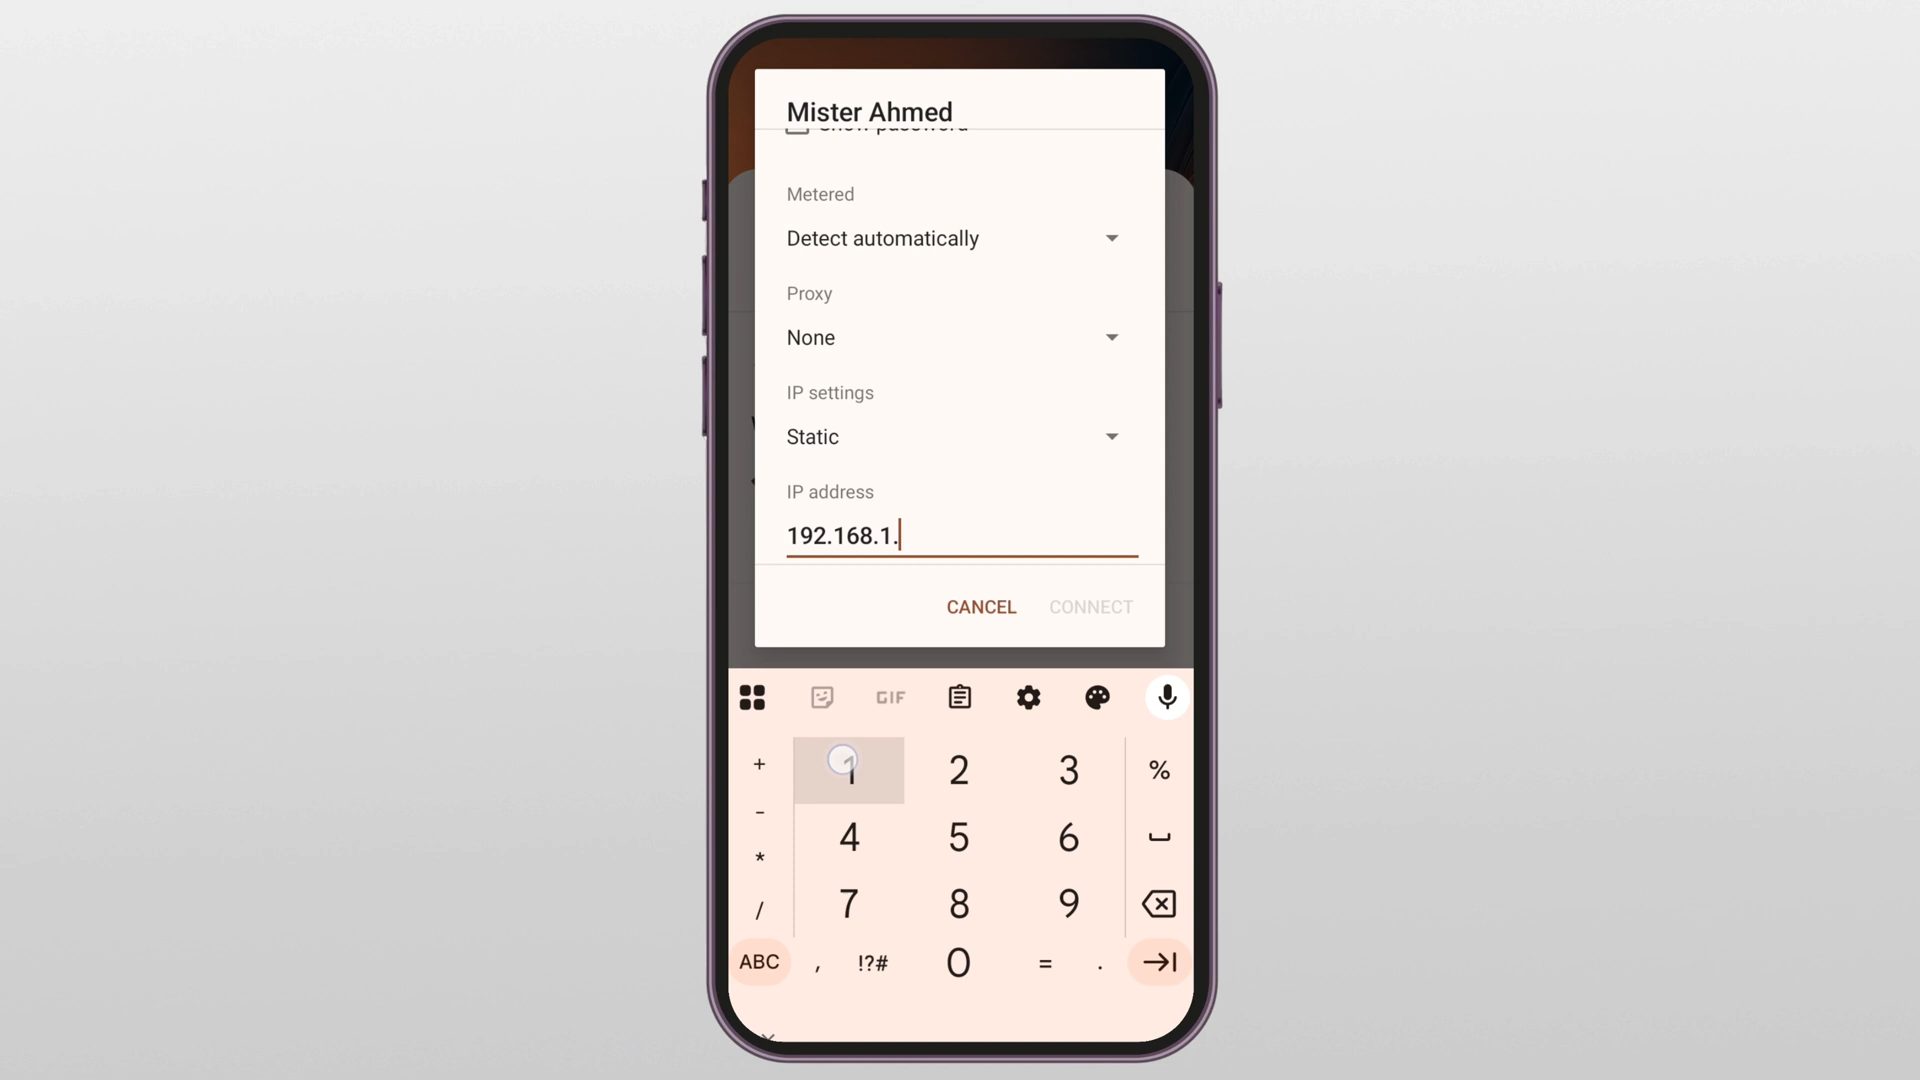 Mister Ahmed
Show password
Metered
Detect automatically
Proxy
None
IP settings
Static
IP address
192.168.1.
CANCEL CONNECT
GIF
+ 1 2 3 %
- 4 5 6
* 7 8 9
/
ABC , !?# 0 = .